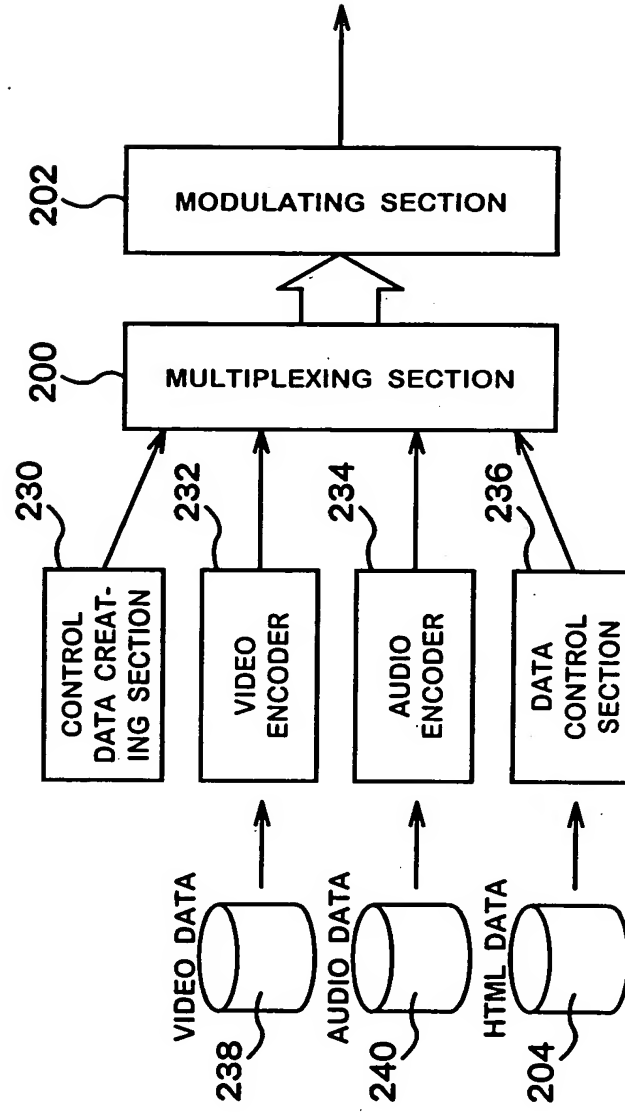 202
MODULATING SECTION
200
MULTIPLEXING SECTION
230
CONTROL
DATA CREAT-
ING SECTION
232
VIDEO
ENCODER
234
AUDIO
ENCODER
236
DATA
CONTROL
SECTION
VIDEO DATA
238
AUDIO DATA
240
HTML DATA
204